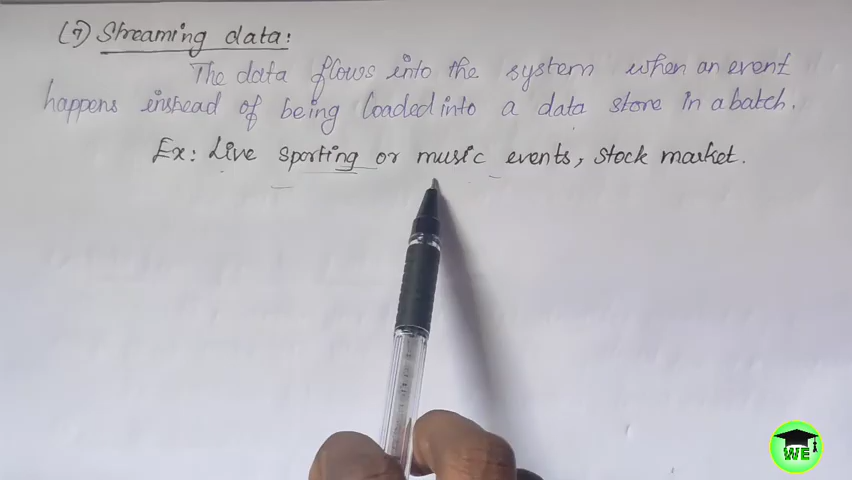 (7) Streaming data:
The data flows into the system when an event
happens instead of being loaded into a data store in a batch.
Ex: Live sporting or music events, stock market.
WE